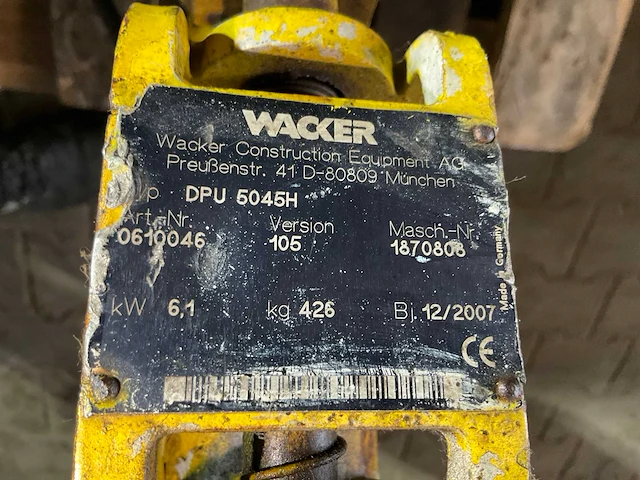 WACKER
Wacker Construction Equipment AG
Preußenstr. 41 D-80809 München
DPU 5045H
Art.-Nr. Version Masch.-Nr.
0610046 105 1870808
kW 6,1 kg 426 Bj. 12/2007
Made in Germany
CE